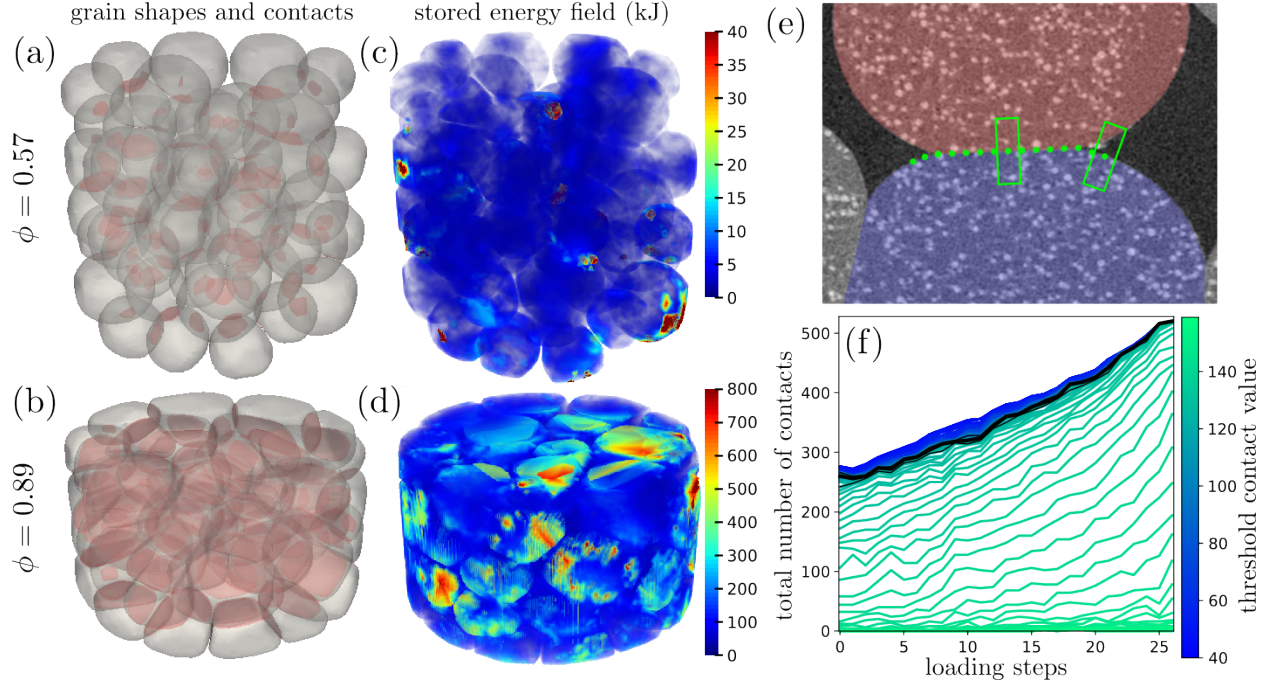 grain shapes and contacts
stored energy field (kJ)
(a)
(c)
(e)
ϕ = 0.57
40
35
30
25
20
15
10
5
0
(b)
(d)
(f)
ϕ = 0.89
800
700
600
500
400
300
200
100
0
total number of contacts
500
400
300
200
100
0
0
5
10
15
20
25
loading steps
140
120
100
80
60
40
threshold contact value